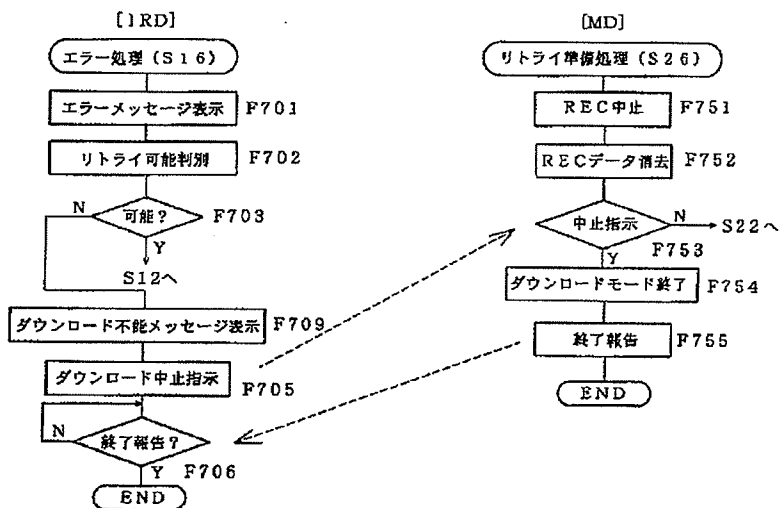 [IRD]
エラー処理(S16)
エラーメッセージ表示 F701
リトライ可能判別 F702
N 可能? F703
Y
S12へ
ダウンロード不能メッセージ表示 F709
ダウンロード中止指示 F705
N 終了報告? F706
Y
END
[MD]
リトライ準備処理(S26)
REC中止 F751
RECデータ消去 F752
中止指示 N S22へ
F753
Y
ダウンロードモード終了 F754
終了報告 F755
END